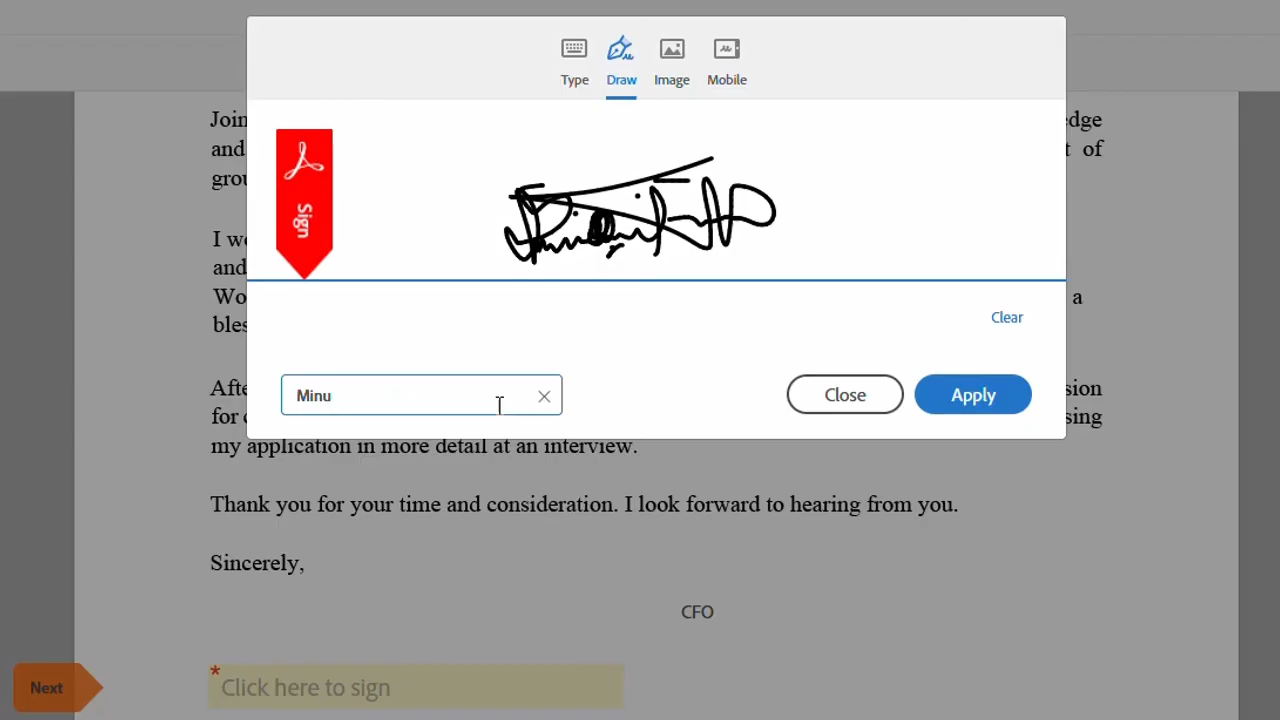 Type Draw Image Mobile
Sign
Join
edge
and
t of
grou
I wo
and
Wo
a
bles
Clear
Minu
Close
Apply
Afte
sion
for c
sing
my application in more detail at an interview.
Thank you for your time and consideration. I look forward to hearing from you.
Sincerely,
CFO
Next
* Click here to sign